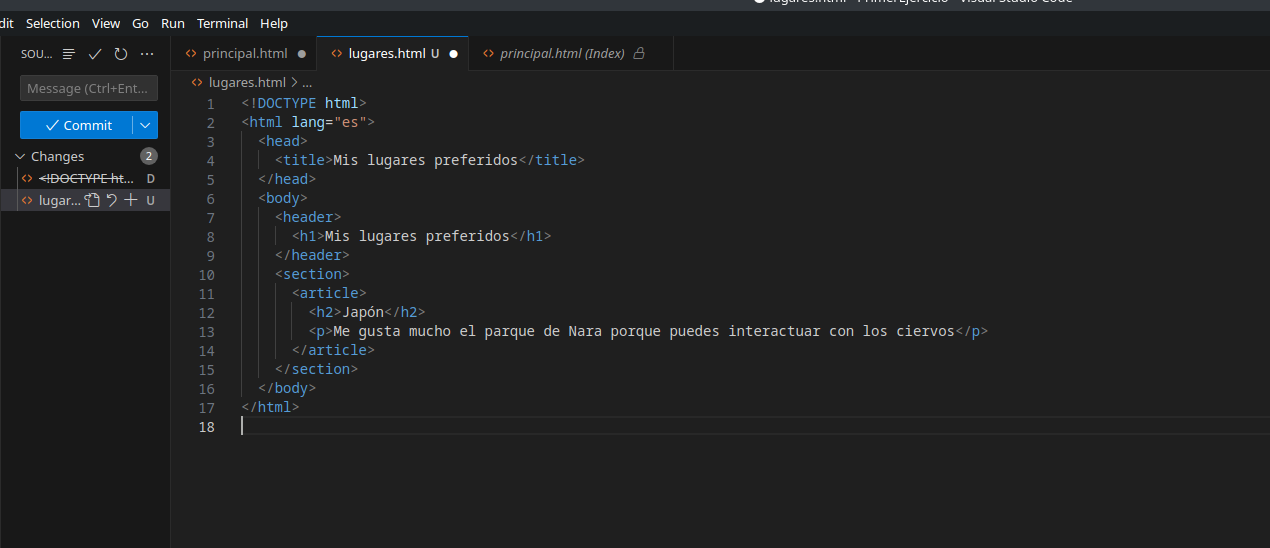 lugares.html - PrimerEjercicio - Visual Studio Code
dit Selection View Go Run Terminal Help
SOU... ...
principal.html lugares.html U principal.html (Index)
Message (Ctrl+Ent...
lugares.html > ...
Commit
Changes 2
<!DOCTYPE ht... D
lugar... U
1 <!DOCTYPE html>
2 <html lang="es">
3 <head>
4 <title>Mis lugares preferidos</title>
5 </head>
6 <body>
7 <header>
8 <h1>Mis lugares preferidos</h1>
9 </header>
10 <section>
11 <article>
12 <h2>Japón</h2>
13 <p>Me gusta mucho el parque de Nara porque puedes interactuar con los ciervos</p>
14 </article>
15 </section>
16 </body>
17 </html>
18